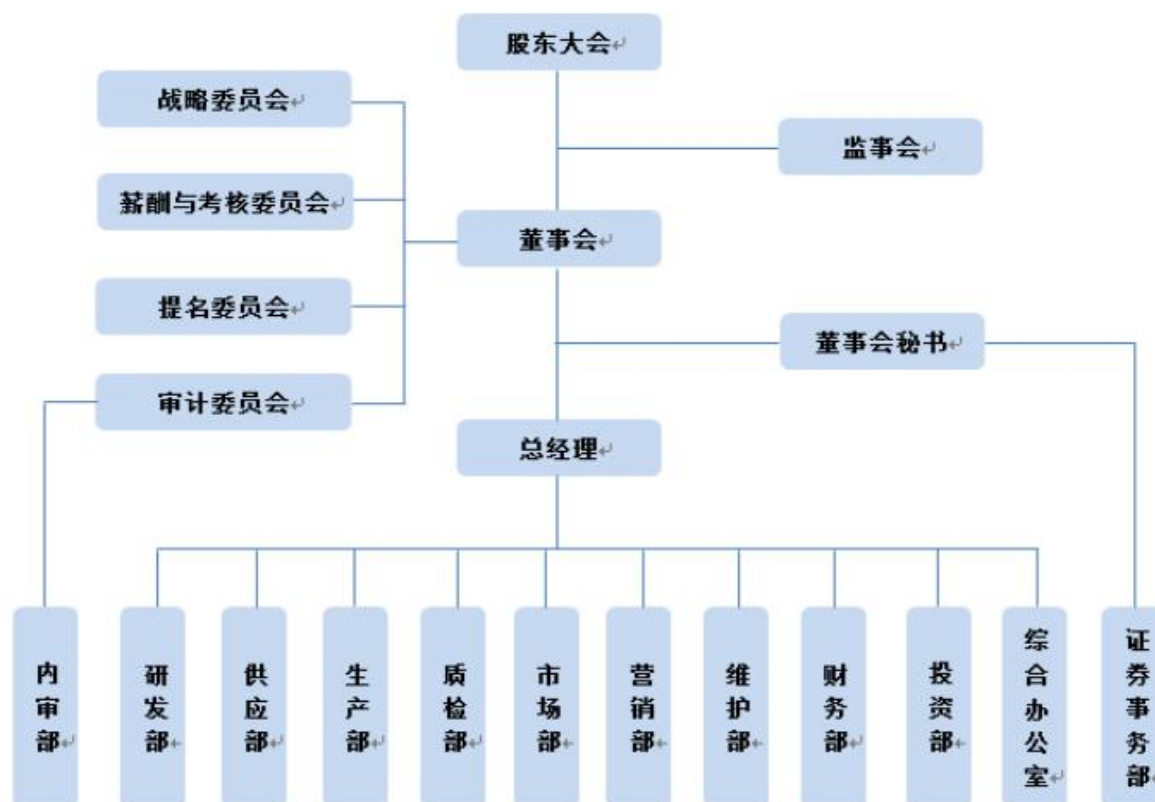 股东大会
战略委员会
监事会
薪酬与考核委员会
董事会
提名委员会
董事会秘书
审计委员会
总经理
内审部
研发部
供应部
生产部
质检部
市场部
营销部
维护部
财务部
投资部
综合办公室
证券事务部